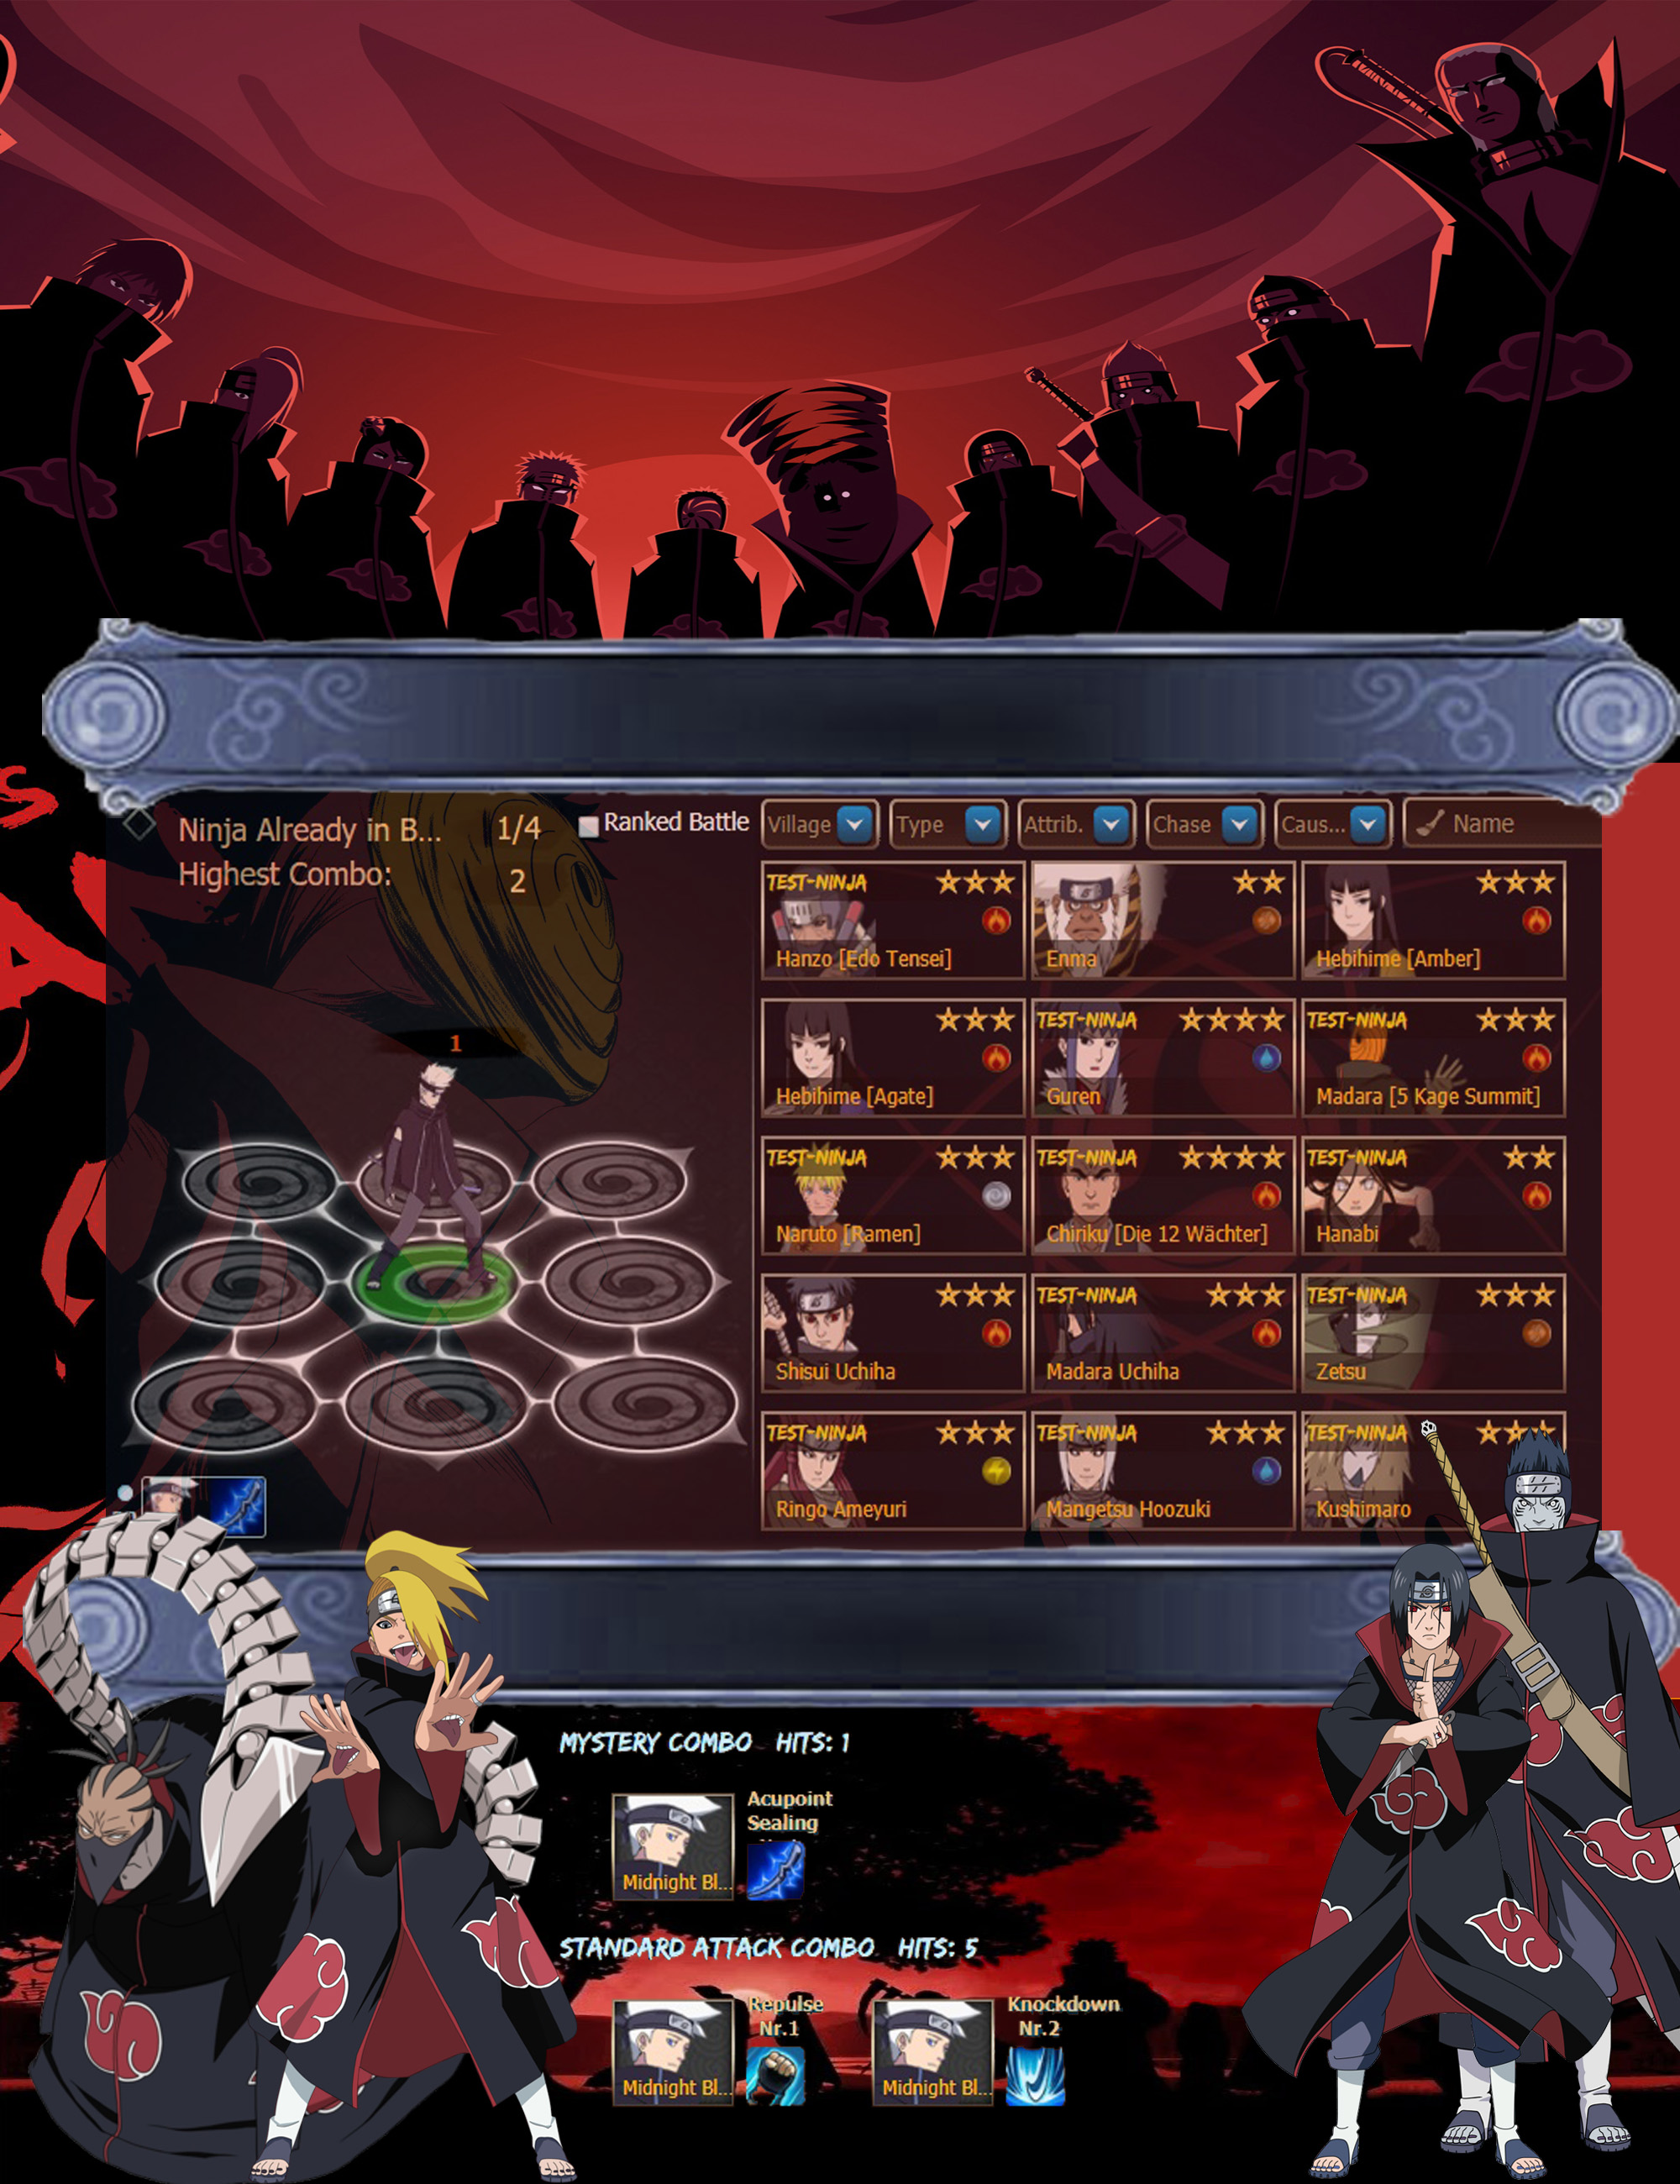 Ninja Already in B... 1/4
Highest Combo: 2
Ranked Battle
Village Type Attrib. Chase Caus... Name
TEST-NINJA
Hanzo [Edo Tensei]
Enma
Hebihime [Amber]
Hebihime [Agate]
TEST-NINJA
Guren
TEST-NINJA
Madara [5 Kage Summit]
TEST-NINJA
Naruto [Ramen]
TEST-NINJA
Chiriku [Die 12 Wächter]
TEST-NINJA
Hanabi
Shisui Uchiha
TEST-NINJA
Madara Uchiha
TEST-NINJA
Zetsu
TEST-NINJA
Ringo Ameyuri
TEST-NINJA
Mangetsu Hoozuki
TEST-NINJA
Kushimaro
1
MYSTERY COMBO HITS: 1
Acupoint
Sealing
Midnight Bl...
STANDARD ATTACK COMBO HITS: 5
Repulse
Nr.1
Midnight Bl...
Knockdown
Nr.2
Midnight Bl...